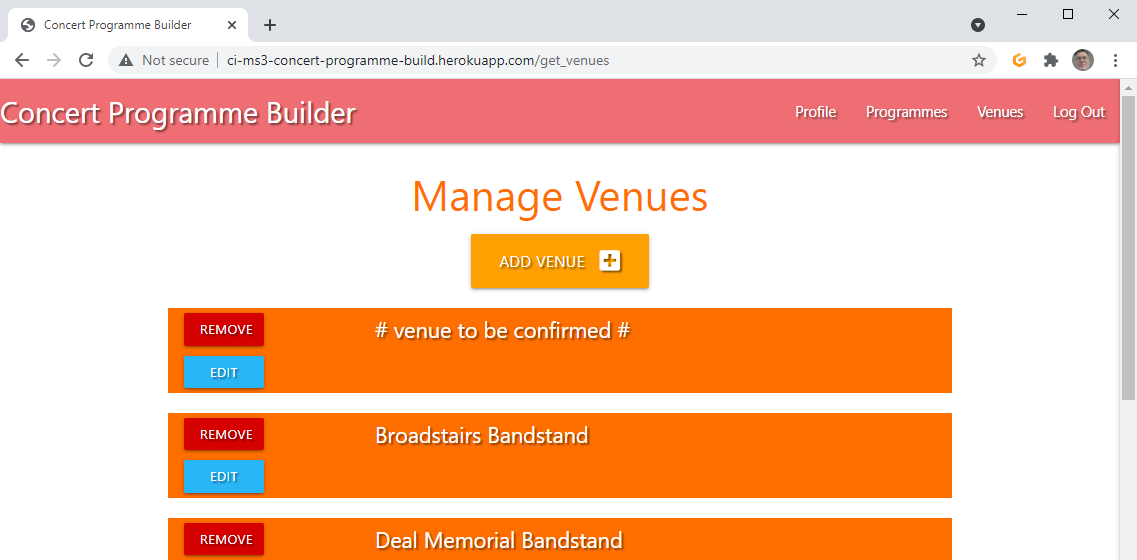 Concert Programme Builder
Not secure ci-ms3-concert-programme-build.herokuapp.com/get_venues
Concert Programme Builder Profile Programmes Venues Log Out
Manage Venues
ADD VENUE
REMOVE # venue to be confirmed #
EDIT
REMOVE Broadstairs Bandstand
EDIT
REMOVE Deal Memorial Bandstand